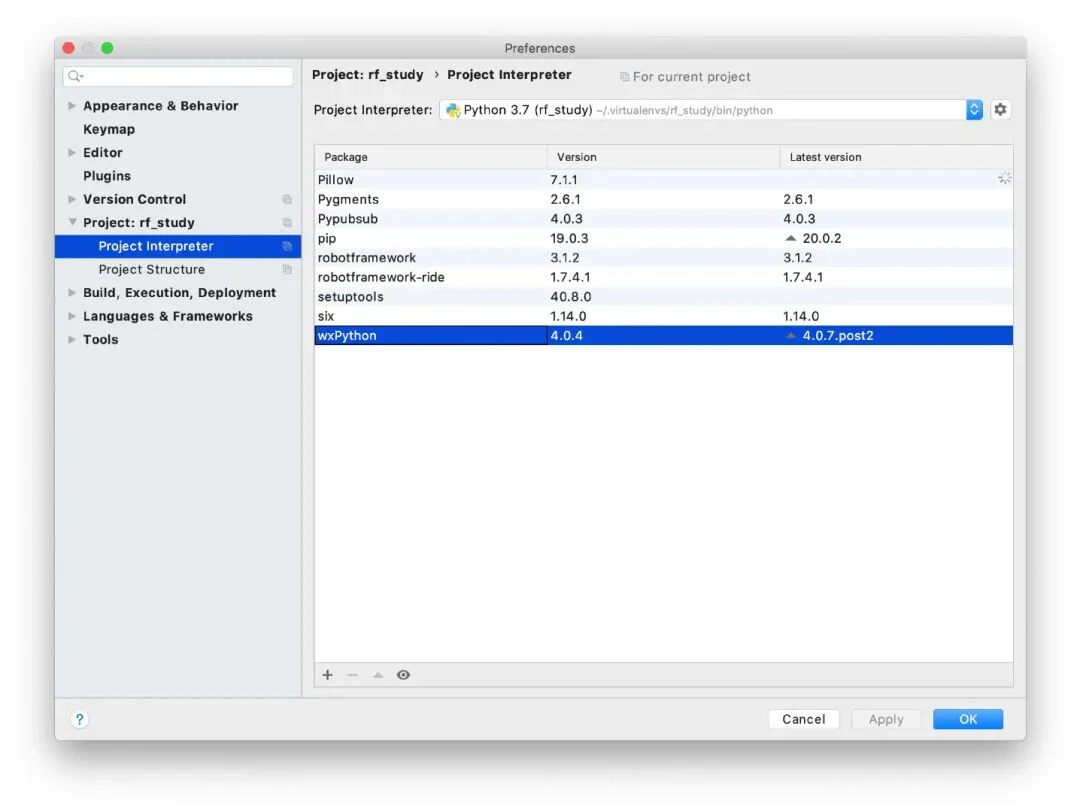 Preferences
Appearance & Behavior
Keymap
Editor
Plugins
Version Control
Project: rf_study
Project Interpreter
Project Structure
Build, Execution, Deployment
Languages & Frameworks
Tools
Project: rf_study › Project Interpreter For current project
Project Interpreter: Python 3.7 (rf_study) ~/.virtualenvs/rf_study/bin/python
Package Version Latest version
Pillow 7.1.1
Pygments 2.6.1 2.6.1
Pypubsub 4.0.3 4.0.3
pip 19.0.3 20.0.2
robotframework 3.1.2 3.1.2
robotframework-ride 1.7.4.1 1.7.4.1
setuptools 40.8.0
six 1.14.0 1.14.0
wxPython 4.0.4 4.0.7.post2
? Cancel Apply OK